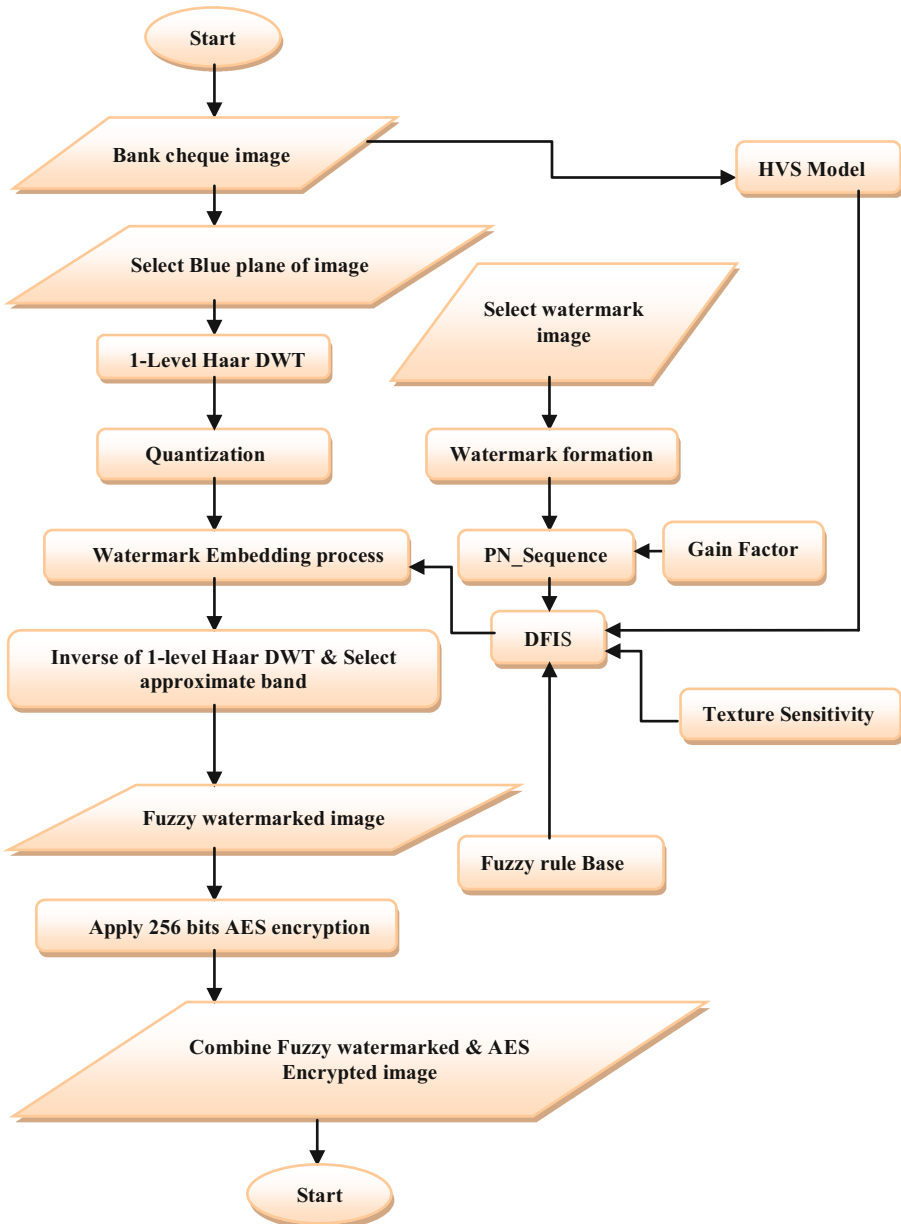 Start
Bank cheque image
HVS Model
Select Blue plane of image
Select watermark
image
1-Level Haar DWT
Quantization
Watermark formation
Watermark Embedding process
PN_Sequence
Gain Factor
DFIS
Inverse of 1-level Haar DWT & Select
approximate band
Texture Sensitivity
Fuzzy watermarked image
Fuzzy rule Base
Apply 256 bits AES encryption
Combine Fuzzy watermarked & AES
Encrypted image
Start